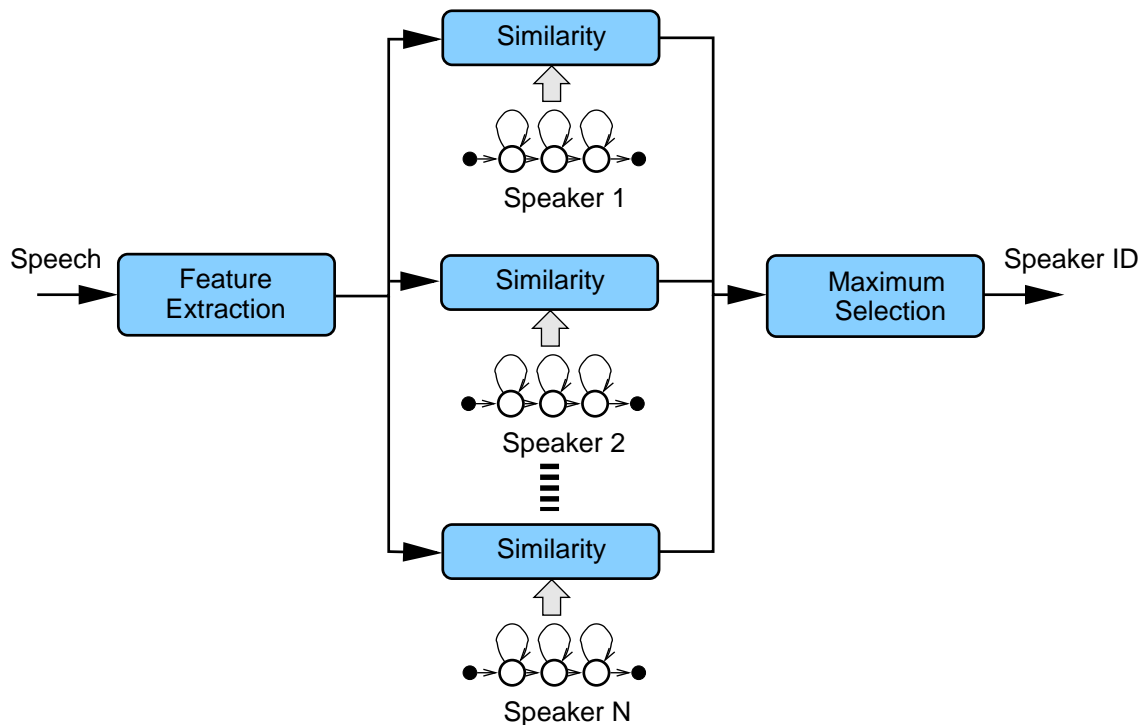 Similarity
Speaker 1
Speech
Feature
Extraction
Similarity
Speaker 2
Maximum
Selection
Speaker ID
Similarity
Speaker N